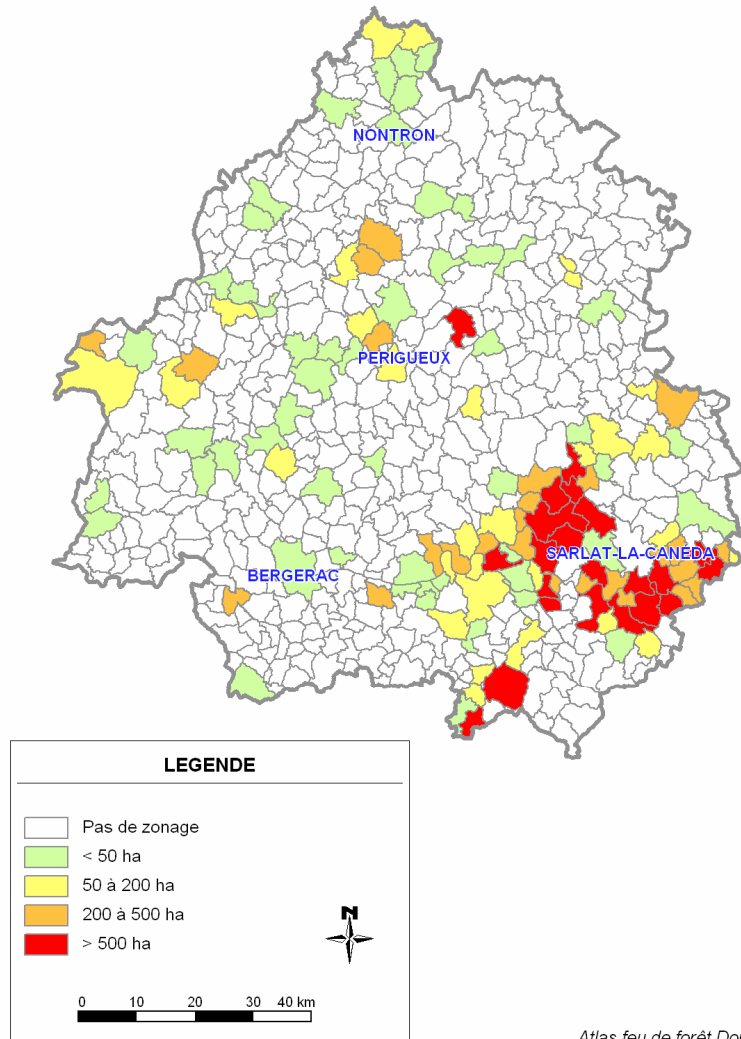 NONTRON
PERIGUEUX
SARLAT-LA-CANÉDA
BERGERAC
LEGENDE
Pas de zonage
< 50 ha
50 à 200 ha
200 à 500 ha
> 500 ha
N
0 10 20 30 40 km
Atlas feu de forêt